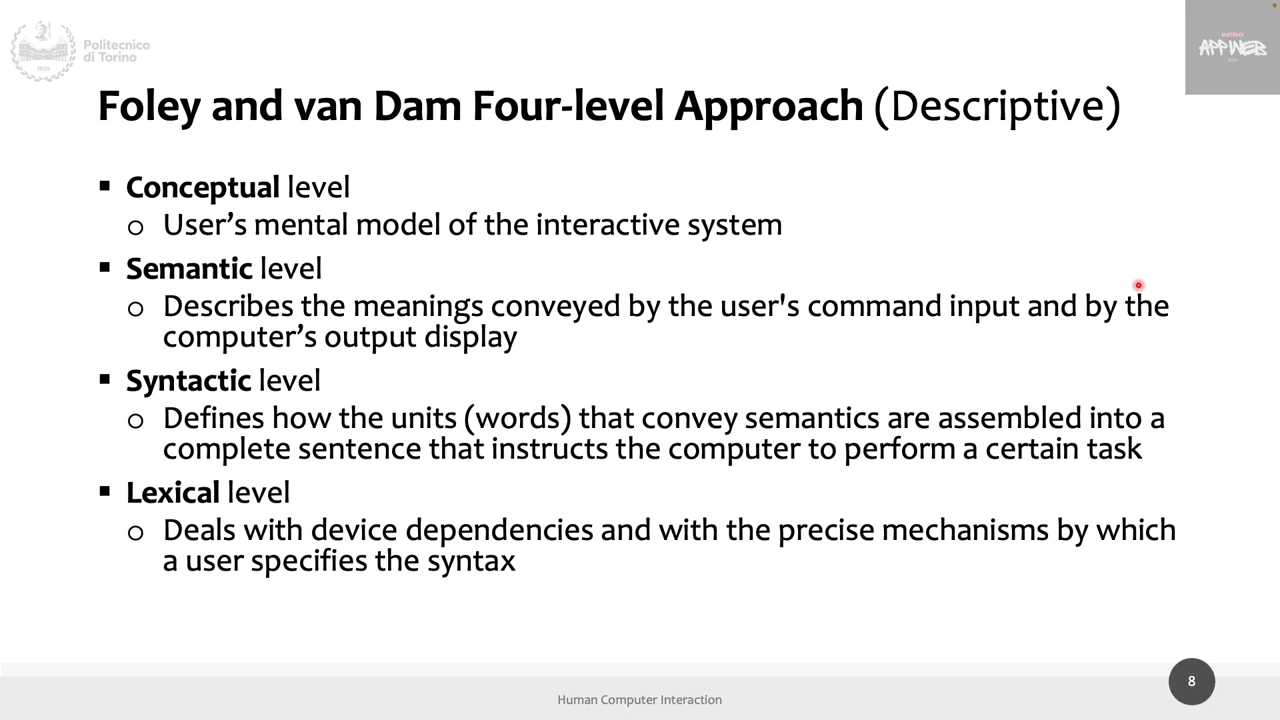 Politecnico
di Torino
INTRO
APPWEB
Foley and van Dam Four-level Approach (Descriptive)
▪ Conceptual level
o User’s mental model of the interactive system
▪ Semantic level
o Describes the meanings conveyed by the user's command input and by the
computer’s output display
▪ Syntactic level
o Defines how the units (words) that convey semantics are assembled into a
complete sentence that instructs the computer to perform a certain task
▪ Lexical level
o Deals with device dependencies and with the precise mechanisms by which
a user specifies the syntax
Human Computer Interaction
8